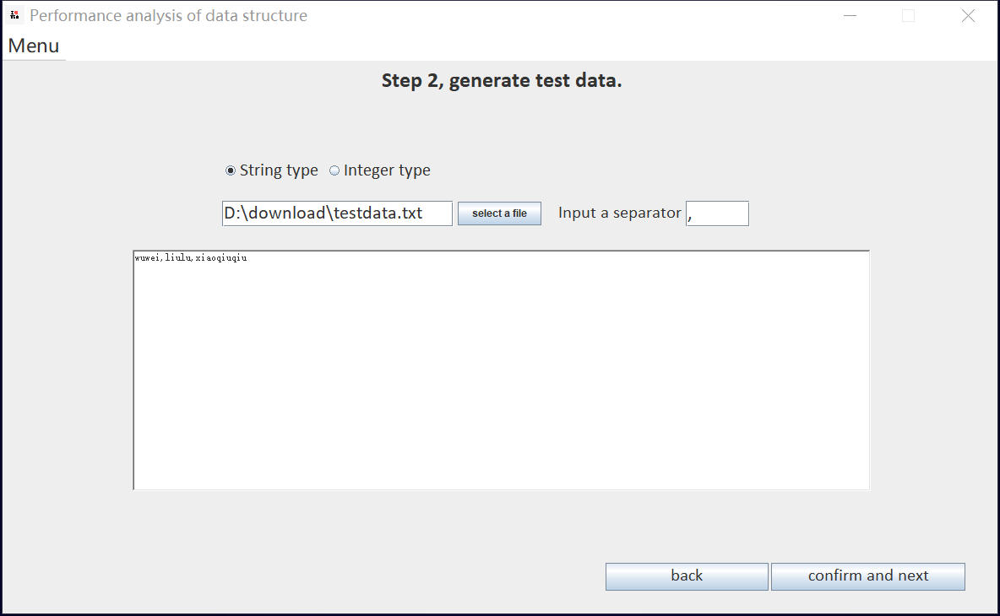 Performance analysis of data structure
Menu
Step 2, generate test data.
String type Integer type
D:\download\testdata.txt select a file Input a separator ,
wuwei,liulu,xiaoqiuqiu
back confirm and next